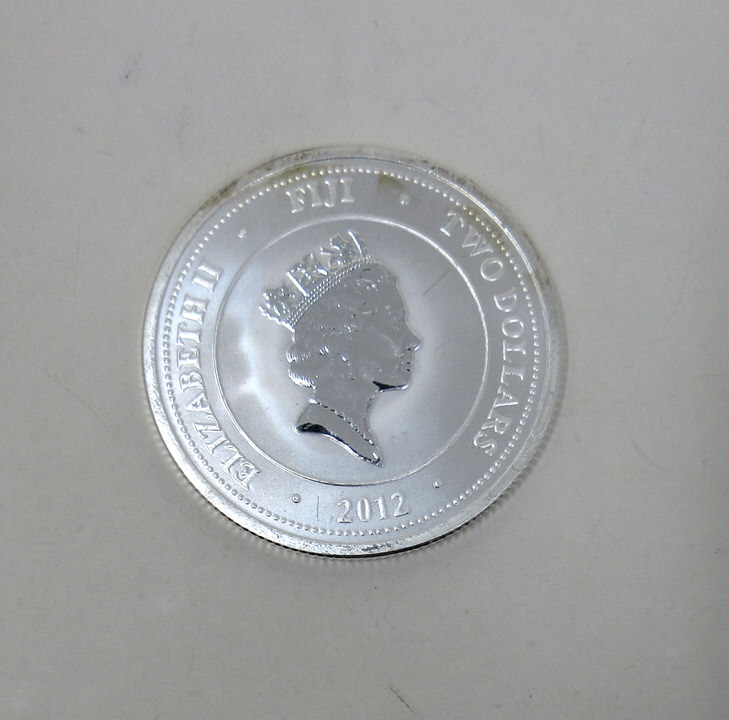 ELIZABETH II
FIJI
TWO DOLLARS
2012